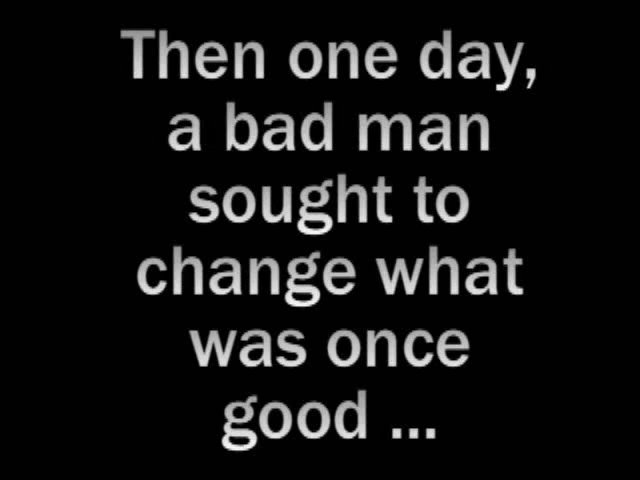 Then one day,
a bad man
sought to
change what
was once
good ...